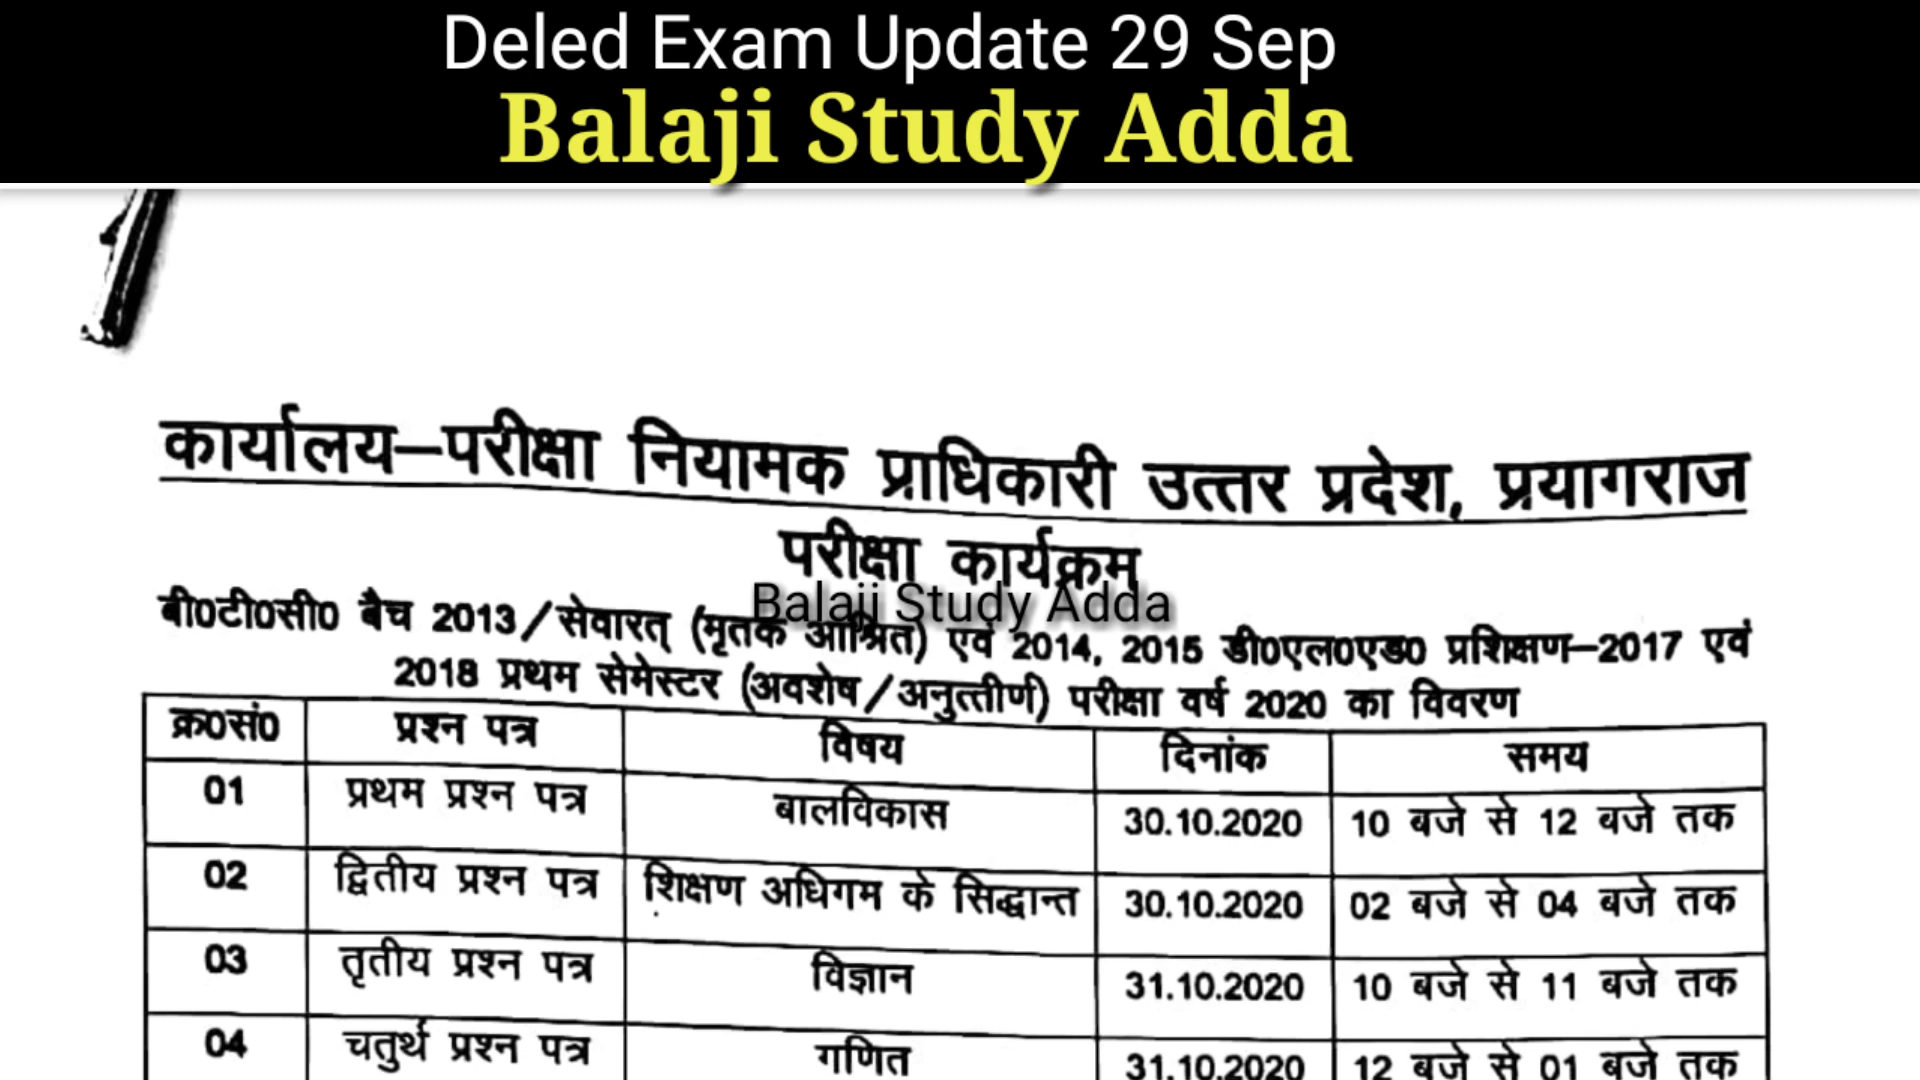 Deled Exam Update 29 Sep
Balaji Study Adda
कार्यालय–परीक्षा नियामक प्राधिकारी उत्तर प्रदेश, प्रयागराज
परीक्षा कार्यक्रम
Balaji Study Adda
बी0टी0सी0 बैच 2013/सेवारत् (मृतक आश्रित) एवं 2014, 2015 डी0एल0एड0 प्रशिक्षण–2017 एवं
2018 प्रथम सेमेस्टर (अवशेष/अनुत्तीर्ण) परीक्षा वर्ष 2020 का विवरण
क्र0सं0 प्रश्न पत्र विषय दिनांक समय
01 प्रथम प्रश्न पत्र बालविकास 30.10.2020 10 बजे से 12 बजे तक
02 द्वितीय प्रश्न पत्र शिक्षण अधिगम के सिद्धान्त 30.10.2020 02 बजे से 04 बजे तक
03 तृतीय प्रश्न पत्र विज्ञान 31.10.2020 10 बजे से 11 बजे तक
04 चतुर्थ प्रश्न पत्र गणित 31.10.2020 12 बजे से 01 बजे तक